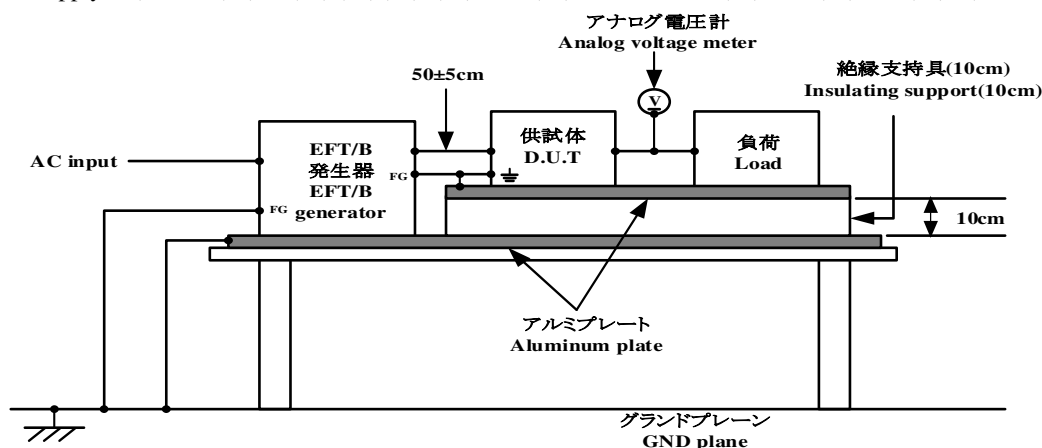 アナログ電圧計
Analog voltage meter
50±5cm
絶縁支持具(10cm)
Insulating support(10cm)
V
AC input
EFT/B
発生器
EFT/B
generator
FG
FG
供試体
D.U.T
負荷
Load
10cm
アルミプレート
Aluminum plate
グランドプレーン
GND plane